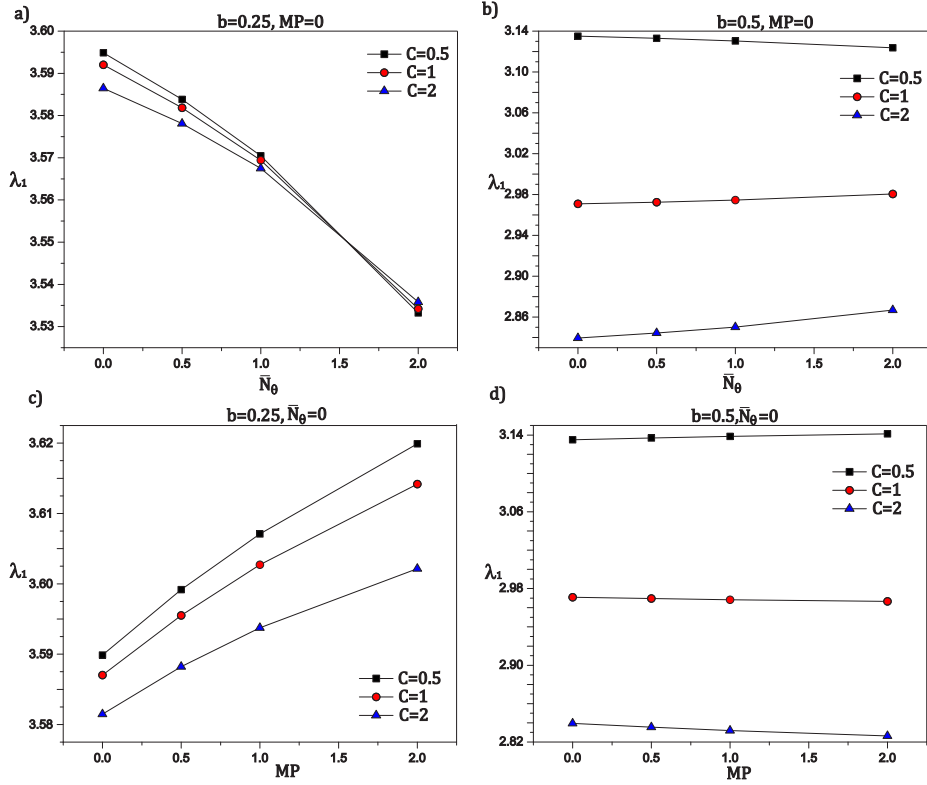 a)
b=0.25, MP=0
3.60
3.59
3.58
3.57
3.56
3.55
3.54
3.53
λ₁
C=0.5
C=1
C=2
0.0 0.5 1.0 1.5 2.0
N̅θ
b)
b=0.5, MP=0
3.14
3.10
3.06
3.02
2.98
2.94
2.90
2.86
λ₁
C=0.5
C=1
C=2
0.0 0.5 1.0 1.5 2.0
N̅θ
c)
b=0.25, N̅θ=0
3.62
3.61
3.60
3.59
3.58
λ₁
C=0.5
C=1
C=2
0.0 0.5 1.0 1.5 2.0
MP
d)
b=0.5, N̅θ=0
3.14
3.06
2.98
2.90
2.82
λ₁
C=0.5
C=1
C=2
0.0 0.5 1.0 1.5 2.0
MP